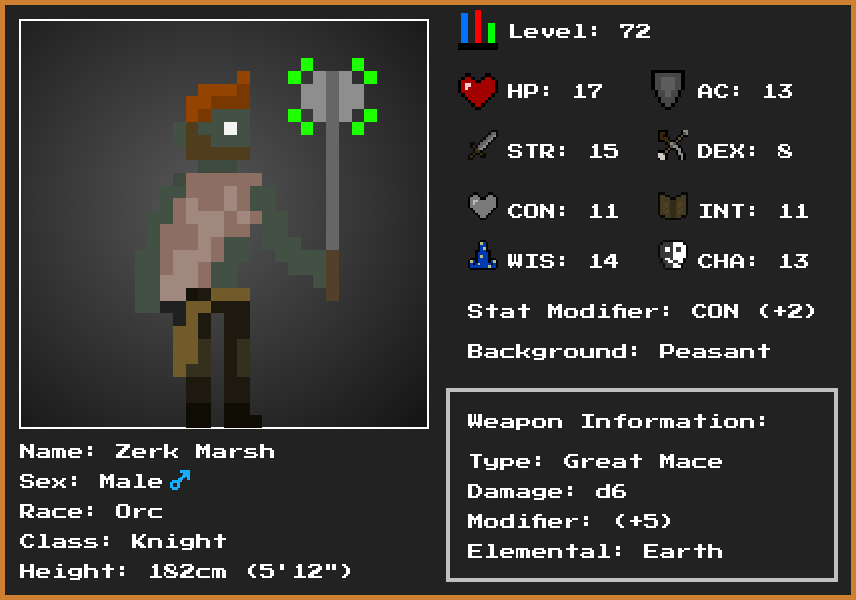 Level: 72
HP: 17 AC: 13
STR: 15 DEX: 8
CON: 11 INT: 11
WIS: 14 CHA: 13
Stat Modifier: CON (+2)
Background: Peasant
Weapon Information:
Type: Great Mace
Damage: d6
Modifier: (+5)
Elemental: Earth
Name: Zerk Marsh
Sex: Male ♂
Race: Orc
Class: Knight
Height: 182cm (5'12")